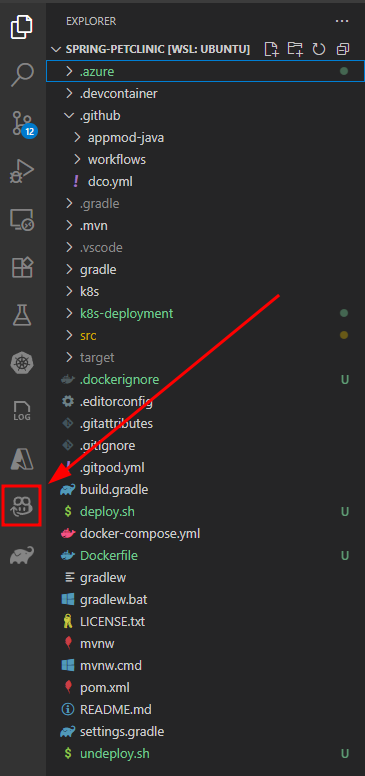 EXPLORER
SPRING-PETCLINIC [WSL: UBUNTU]
.azure
.devcontainer
.github
appmod-java
workflows
! dco.yml
.gradle
.mvn
.vscode
gradle
k8s
k8s-deployment
src
target
.dockerignore U
.editorconfig
.gitattributes
.gitignore
! .gitpod.yml
build.gradle
$ deploy.sh U
docker-compose.yml
Dockerfile U
gradlew
gradlew.bat
LICENSE.txt
mvnw
mvnw.cmd
pom.xml
README.md
settings.gradle
$ undeploy.sh U
12
LOG